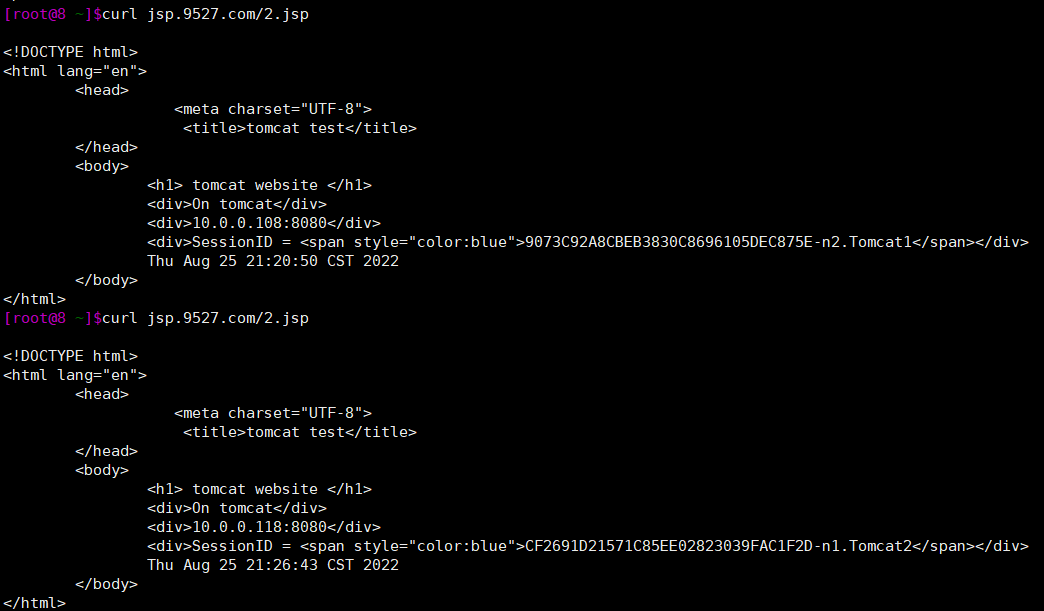 [root@8 ~]$curl jsp.9527.com/2.jsp
<!DOCTYPE html>
<html lang="en">
<head>
<meta charset="UTF-8">
<title>tomcat test</title>
</head>
<body>
<h1> tomcat website </h1>
<div>On tomcat</div>
<div>10.0.0.108:8080</div>
<div>SessionID = <span style="color:blue">9073C92A8CBEB3830C8696105DEC875E-n2.Tomcat1</span></div>
Thu Aug 25 21:20:50 CST 2022
</body>
</html>
[root@8 ~]$curl jsp.9527.com/2.jsp
<!DOCTYPE html>
<html lang="en">
<head>
<meta charset="UTF-8">
<title>tomcat test</title>
</head>
<body>
<h1> tomcat website </h1>
<div>On tomcat</div>
<div>10.0.0.118:8080</div>
<div>SessionID = <span style="color:blue">CF2691D21571C85EE02823039FAC1F2D-n1.Tomcat2</span></div>
Thu Aug 25 21:26:43 CST 2022
</body>
</html>